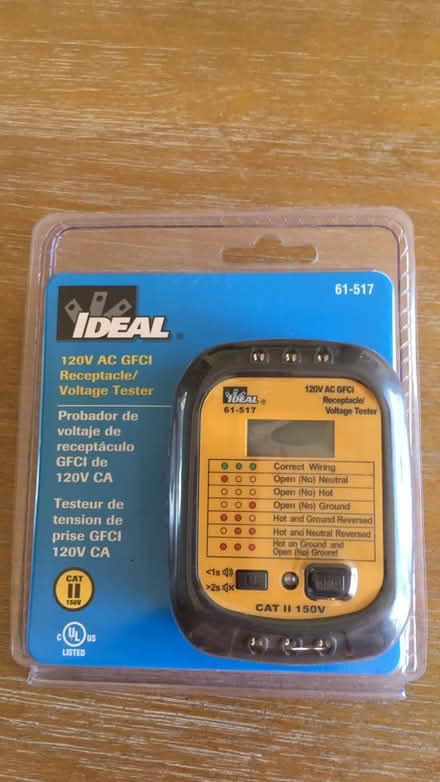 61-517
IDEAL®
120V AC GFCI
Receptacle/
Voltage Tester
Probador de
voltaje de
receptáculo
GFCI de
120V CA
Testeur de
tension de
prise GFCI
120V CA
CAT
II
150V
C UL US
LISTED
IDEAL®
61-517
120V AC GFCI
Receptacle/
Voltage Tester
Correct Wiring
Open (No) Neutral
Open (No) Hot
Open (No) Ground
Hot and Ground Reversed
Hot and Neutral Reversed
Hot on Ground and
Open (No) Ground
<1s
>2s
CAT II 150V